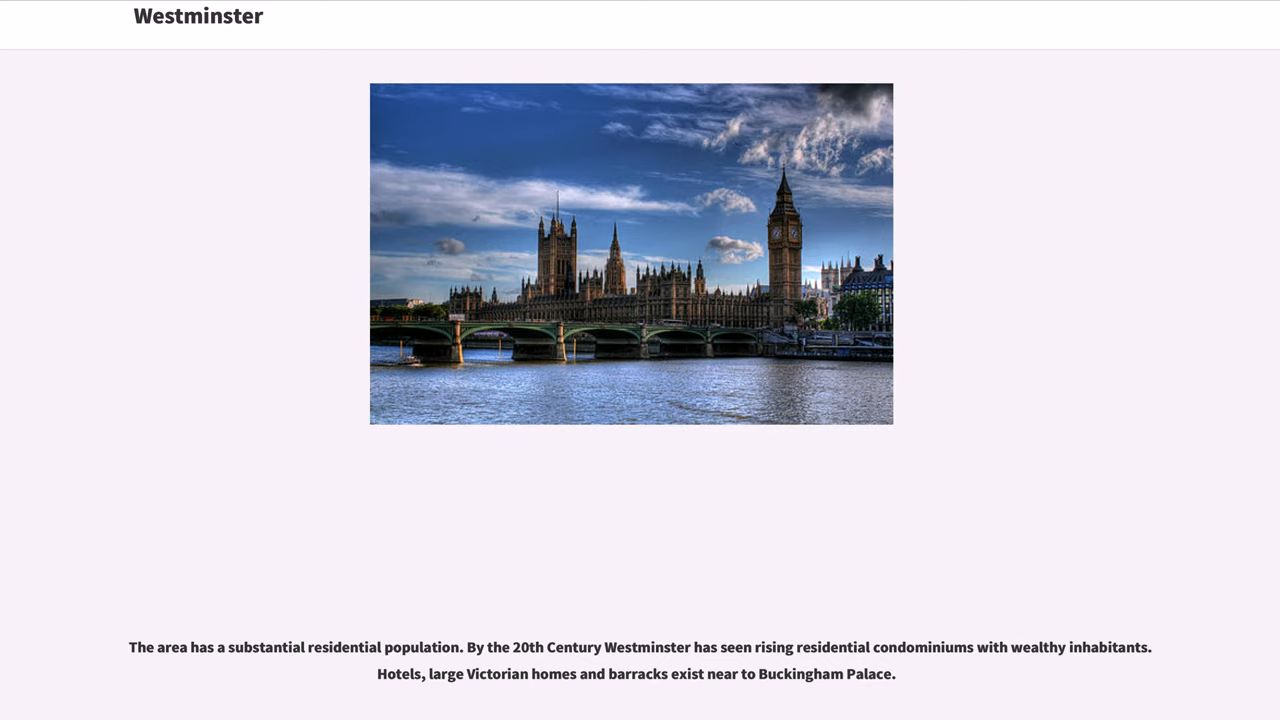 Westminster
The area has a substantial residential population. By the 20th Century Westminster has seen rising residential condominiums with wealthy inhabitants.
Hotels, large Victorian homes and barracks exist near to Buckingham Palace.